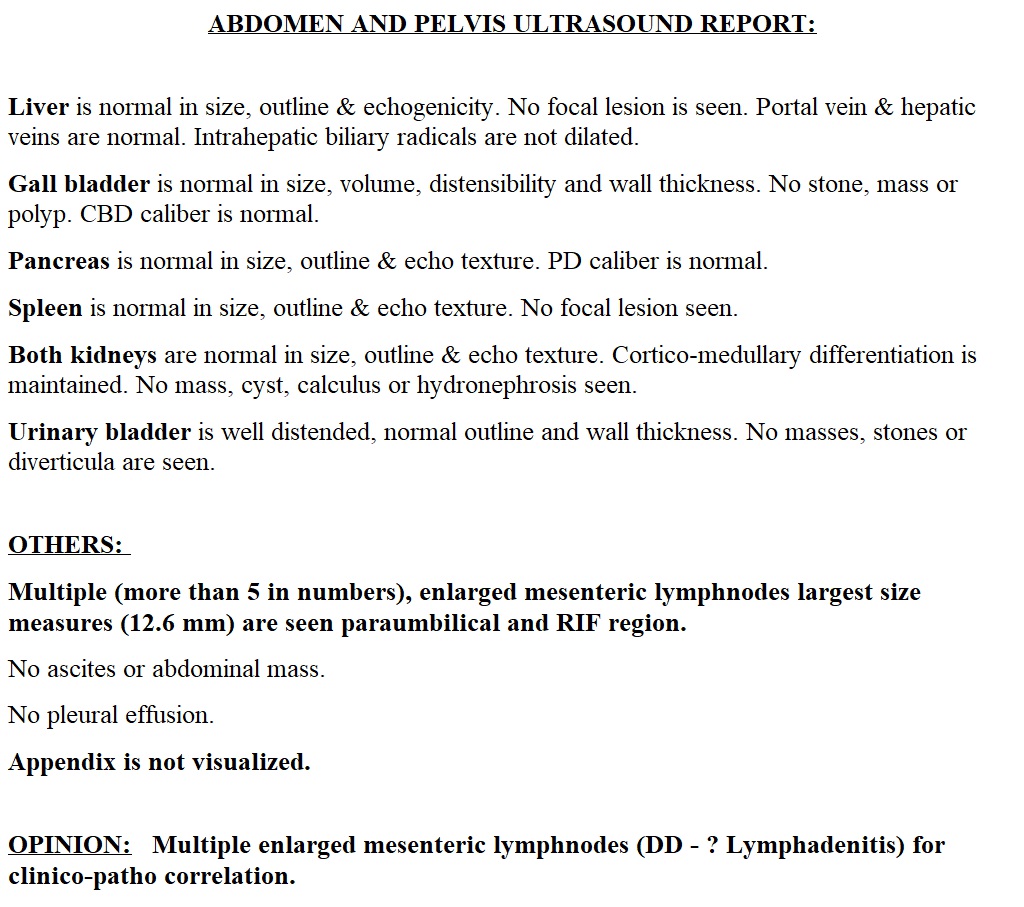 ABDOMEN AND PELVIS ULTRASOUND REPORT:
Liver is normal in size, outline & echogenicity. No focal lesion is seen. Portal vein & hepatic
veins are normal. Intrahepatic biliary radicals are not dilated.
Gall bladder is normal in size, volume, distensibility and wall thickness. No stone, mass or
polyp. CBD caliber is normal.
Pancreas is normal in size, outline & echo texture. PD caliber is normal.
Spleen is normal in size, outline & echo texture. No focal lesion seen.
Both kidneys are normal in size, outline & echo texture. Cortico-medullary differentiation is
maintained. No mass, cyst, calculus or hydronephrosis seen.
Urinary bladder is well distended, normal outline and wall thickness. No masses, stones or
diverticula are seen.
OTHERS:
Multiple (more than 5 in numbers), enlarged mesenteric lymphnodes largest size
measures (12.6 mm) are seen paraumbilical and RIF region.
No ascites or abdominal mass.
No pleural effusion.
Appendix is not visualized.
OPINION: Multiple enlarged mesenteric lymphnodes (DD - ? Lymphadenitis) for
clinico-patho correlation.